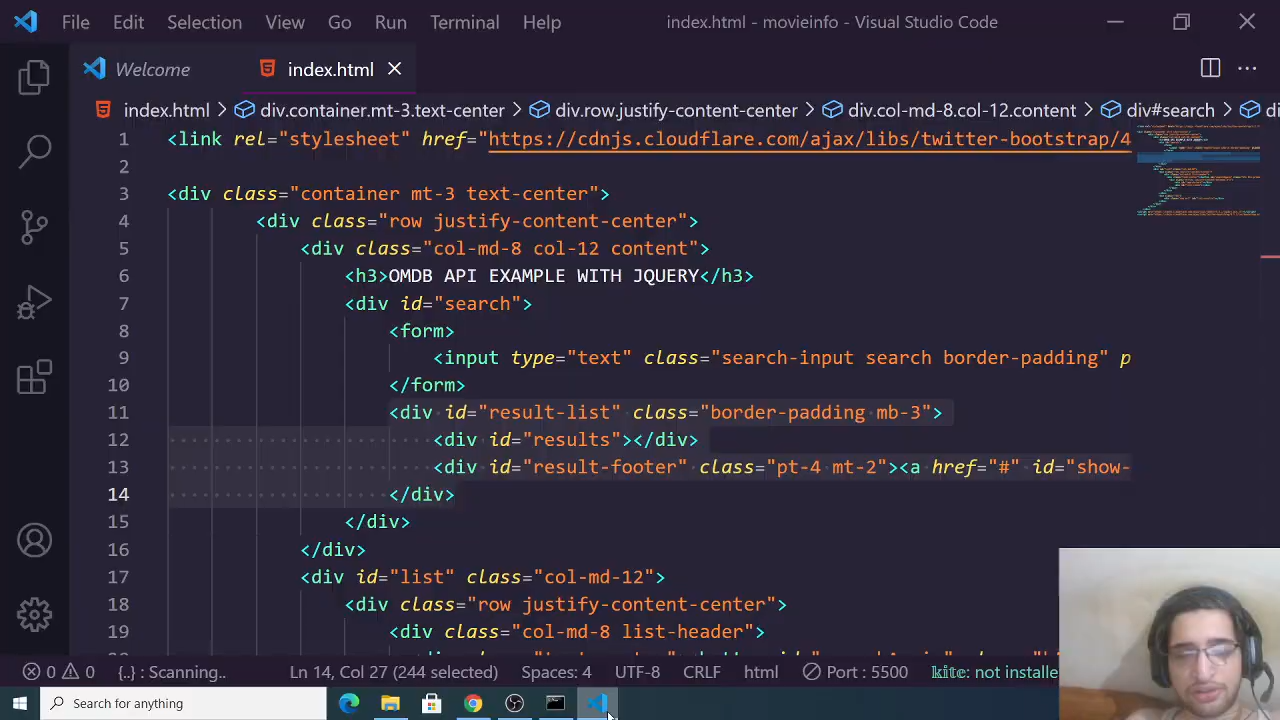 File Edit Selection View Go Run Terminal Help index.html - movieinfo - Visual Studio Code
Welcome index.html
index.html > div.container.mt-3.text-center > div.row.justify-content-center > div.col-md-8.col-12.content > div#search >
1 <link rel="stylesheet" href="https://cdnjs.cloudflare.com/ajax/libs/twitter-bootstrap/4
2
3 <div class="container mt-3 text-center">
4 <div class="row justify-content-center">
5 <div class="col-md-8 col-12 content">
6 <h3>OMDB API EXAMPLE WITH JQUERY</h3>
7 <div id="search">
8 <form>
9 <input type="text" class="search-input search border-padding" p
10 </form>
11 <div id="result-list" class="border-padding mb-3">
12 <div id="results"></div>
13 <div id="result-footer" class="pt-4 mt-2"><a href="#" id="show-
14 </div>
15 </div>
16 </div>
17 <div id="list" class="col-md-12">
18 <div class="row justify-content-center">
19 <div class="col-md-8 list-header">
0 0 {..} : Scanning.. Ln 14, Col 27 (244 selected) Spaces: 4 UTF-8 CRLF html Port : 5500 kite: not installe
Search for anything